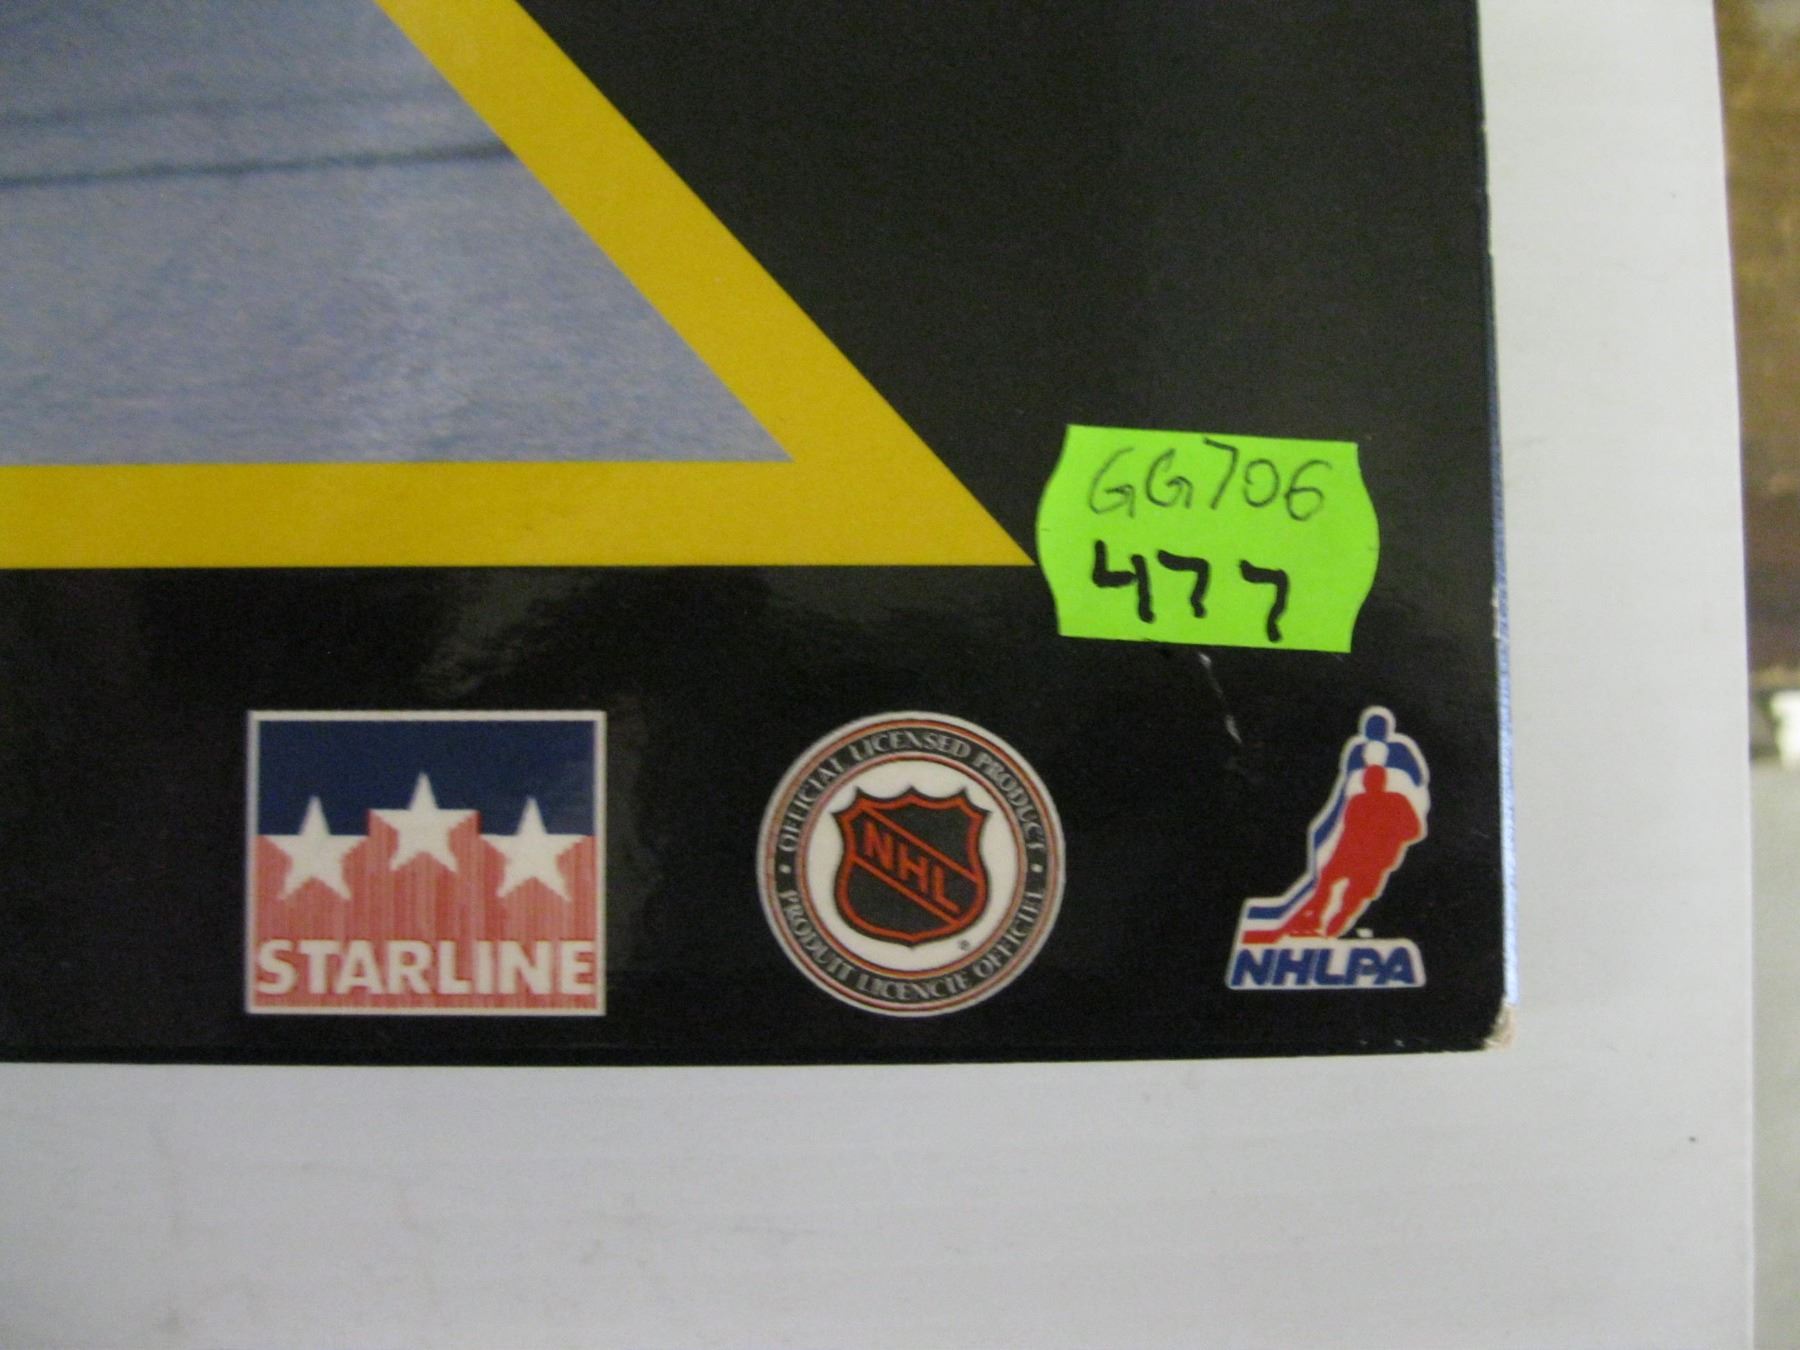 GG706
477
STARLINE
• OFFICIAL LICENSED PRODUCT •
PRODUIT LICENCIE OFFICIEL
NHL
®
NHLPA